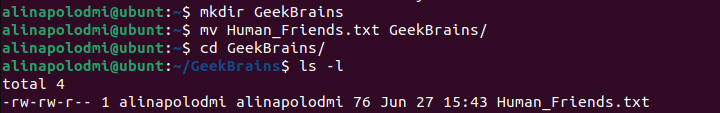 alinapolodmi@ubunt:~$ mkdir GeekBrains
alinapolodmi@ubunt:~$ mv Human_Friends.txt GeekBrains/
alinapolodmi@ubunt:~$ cd GeekBrains/
alinapolodmi@ubunt:~/GeekBrains$ ls -l
total 4
-rw-rw-r-- 1 alinapolodmi alinapolodmi 76 Jun 27 15:43 Human_Friends.txt